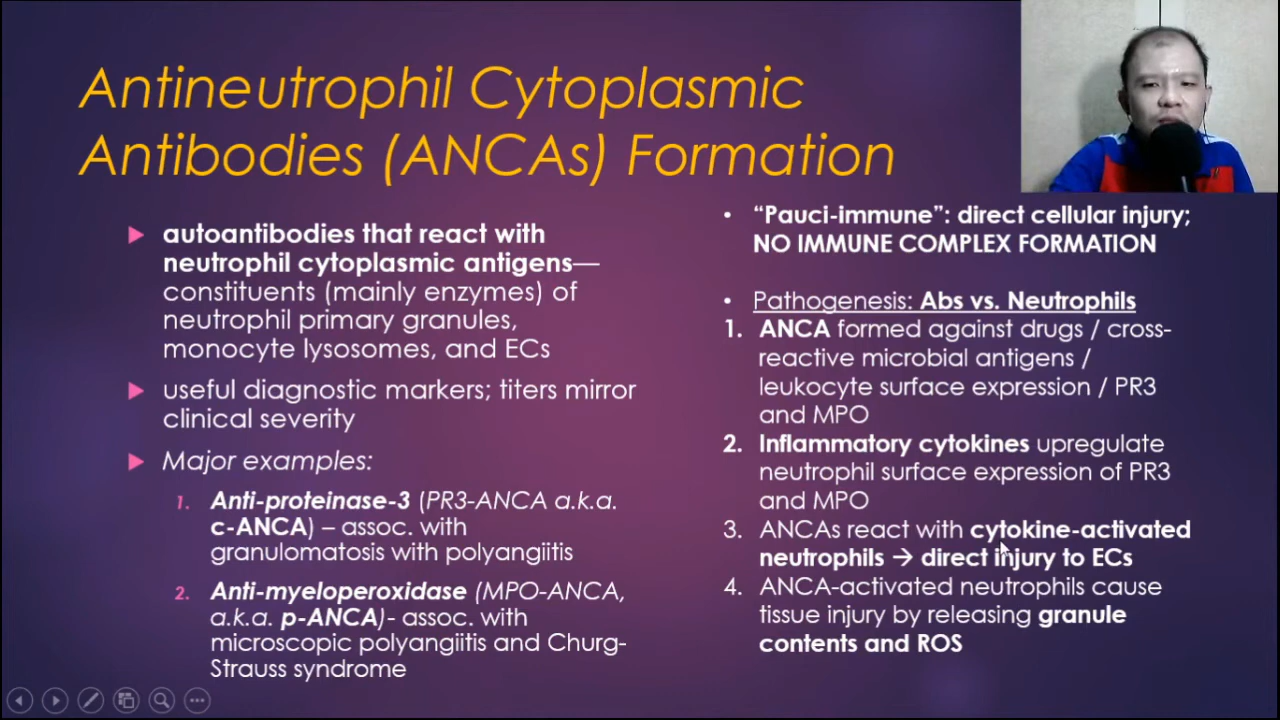 Antineutrophil Cytoplasmic
Antibodies (ANCAs) Formation
autoantibodies that react with
neutrophil cytoplasmic antigens—
constituents (mainly enzymes) of
neutrophil primary granules,
monocyte lysosomes, and ECs
useful diagnostic markers; titers mirror
clinical severity
Major examples:
1. Anti-proteinase-3 (PR3-ANCA a.k.a.
c-ANCA) – assoc. with
granulomatosis with polyangiitis
2. Anti-myeloperoxidase (MPO-ANCA,
a.k.a. p-ANCA)- assoc. with
microscopic polyangiitis and Churg-
Strauss syndrome
• “Pauci-immune”: direct cellular injury;
NO IMMUNE COMPLEX FORMATION
• Pathogenesis: Abs vs. Neutrophils
1. ANCA formed against drugs / cross-
reactive microbial antigens /
leukocyte surface expression / PR3
and MPO
2. Inflammatory cytokines upregulate
neutrophil surface expression of PR3
and MPO
3. ANCAs react with cytokine-activated
neutrophils → direct injury to ECs
4. ANCA-activated neutrophils cause
tissue injury by releasing granule
contents and ROS